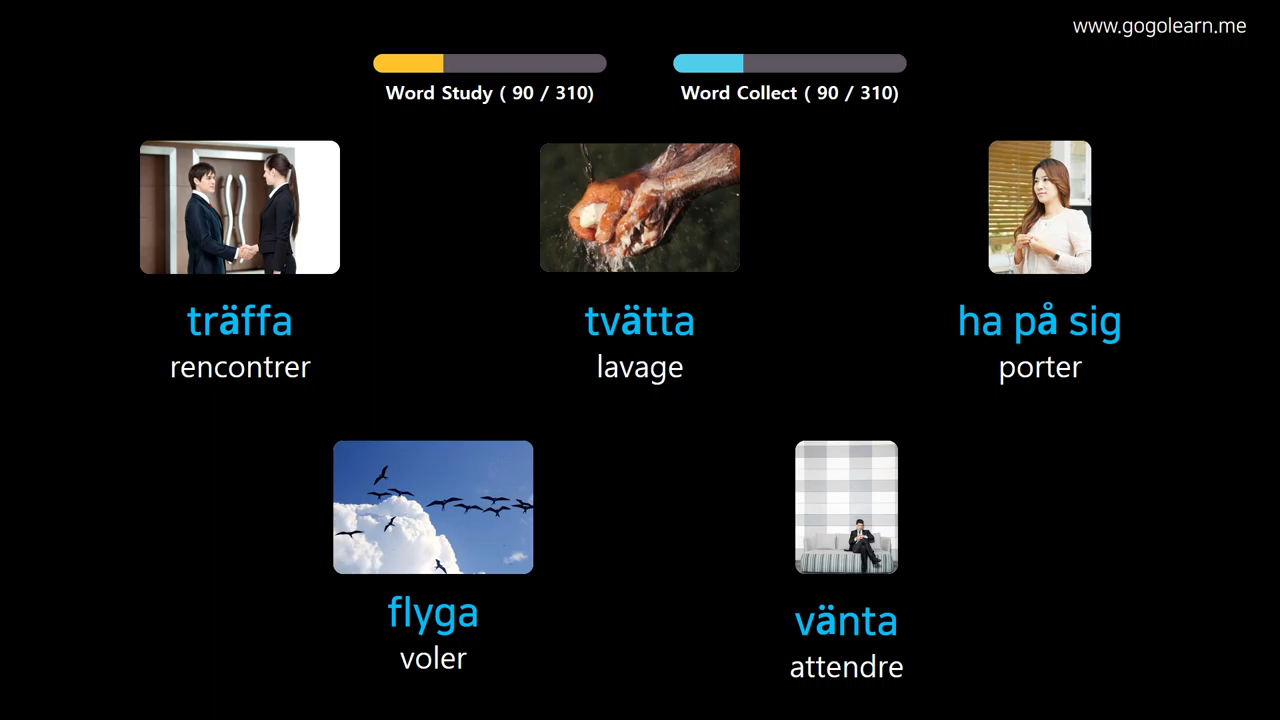 www.gogolearn.me
Word Study ( 90 / 310)
Word Collect ( 90 / 310)
träffa
rencontrer
tvätta
lavage
ha på sig
porter
flyga
voler
vänta
attendre